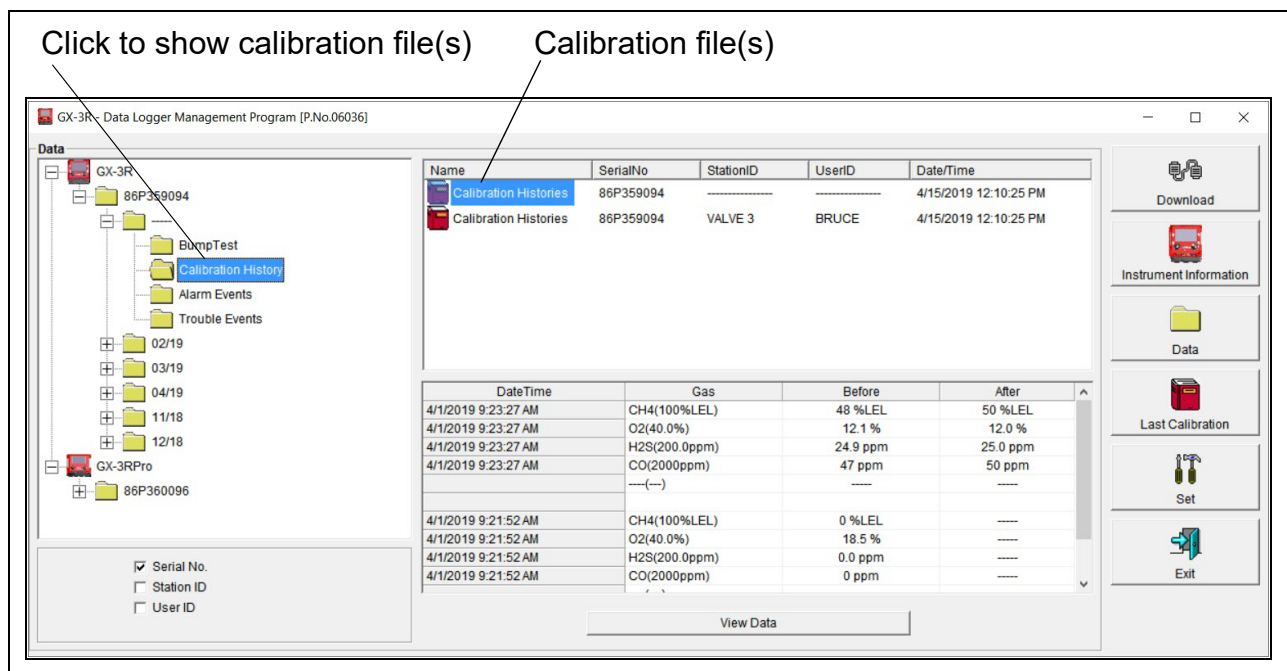 Click to show calibration file(s) Calibration file(s)
GX-3R - Data Logger Management Program [P.No.06036]
Data
GX-3R
86P359094
-----
BumpTest
Calibration History
Alarm Events
Trouble Events
02/19
03/19
04/19
11/18
12/18
GX-3RPro
86P360096
Serial No.
Station ID
User ID
Name SerialNo StationID UserID Date/Time
Calibration Histories 86P359094 ---------------- ---------------- 4/15/2019 12:10:25 PM
Calibration Histories 86P359094 VALVE 3 BRUCE 4/15/2019 12:10:25 PM
DateTime Gas Before After
4/1/2019 9:23:27 AM CH4(100%LEL) 48 %LEL 50 %LEL
4/1/2019 9:23:27 AM O2(40.0%) 12.1 % 12.0 %
4/1/2019 9:23:27 AM H2S(200.0ppm) 24.9 ppm 25.0 ppm
4/1/2019 9:23:27 AM CO(2000ppm) 47 ppm 50 ppm
----(---) ----- -----
4/1/2019 9:21:52 AM CH4(100%LEL) 0 %LEL -----
4/1/2019 9:21:52 AM O2(40.0%) 18.5 % -----
4/1/2019 9:21:52 AM H2S(200.0ppm) 0.0 ppm -----
4/1/2019 9:21:52 AM CO(2000ppm) 0 ppm -----
View Data
Download
Instrument Information
Data
Last Calibration
Set
Exit